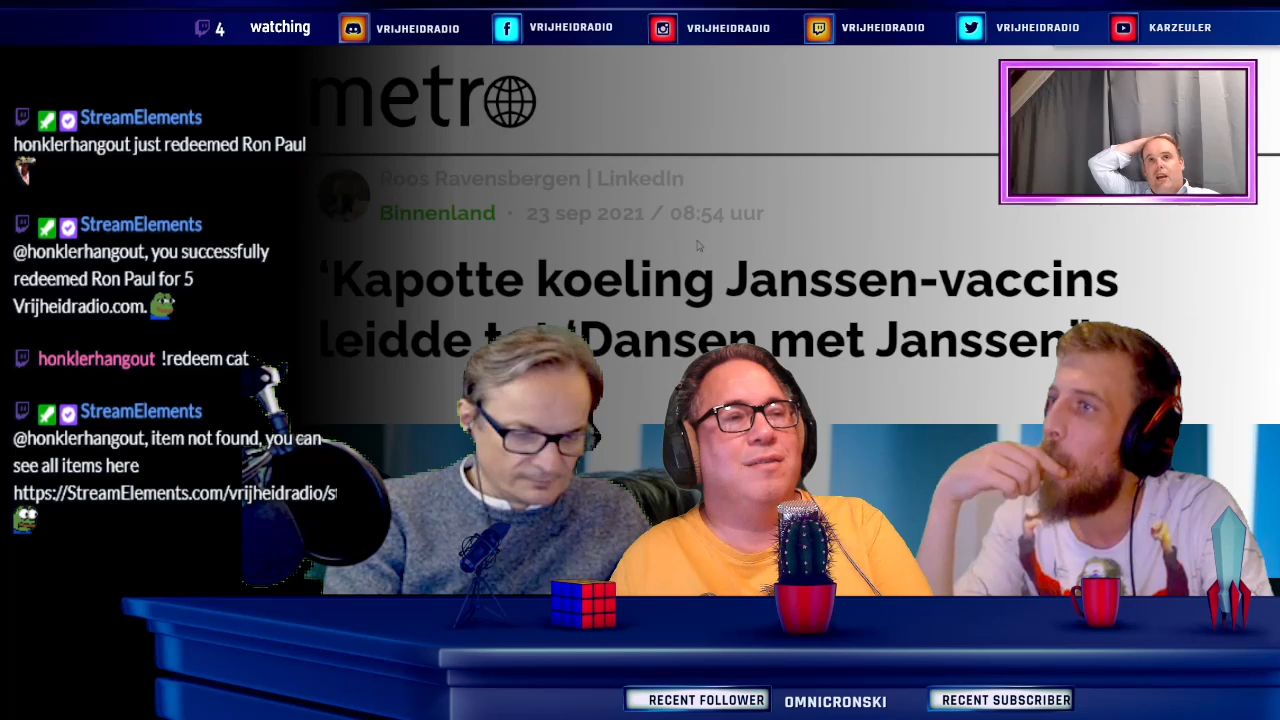 4 watching
VRIJHEIDRADIO
VRIJHEIDRADIO
VRIJHEIDRADIO
VRIJHEIDRADIO
VRIJHEIDRADIO
KARZEULER
metro
Roos Ravensbergen | LinkedIn
Binnenland · 23 sep 2021 / 08:54 uur
‘Kapotte koeling Janssen-vaccins
leidde ‘Dansen met Janssen’’
StreamElements
honklerhangout just redeemed Ron Paul
StreamElements
@honklerhangout, you successfully
redeemed Ron Paul for 5
Vrijheidradio.com.
honklerhangout !redeem cat
StreamElements
@honklerhangout, item not found, you can
see all items here
https://StreamElements.com/vrijheidradio/s
RECENT FOLLOWER
OMNICRONSKI
RECENT SUBSCRIBER